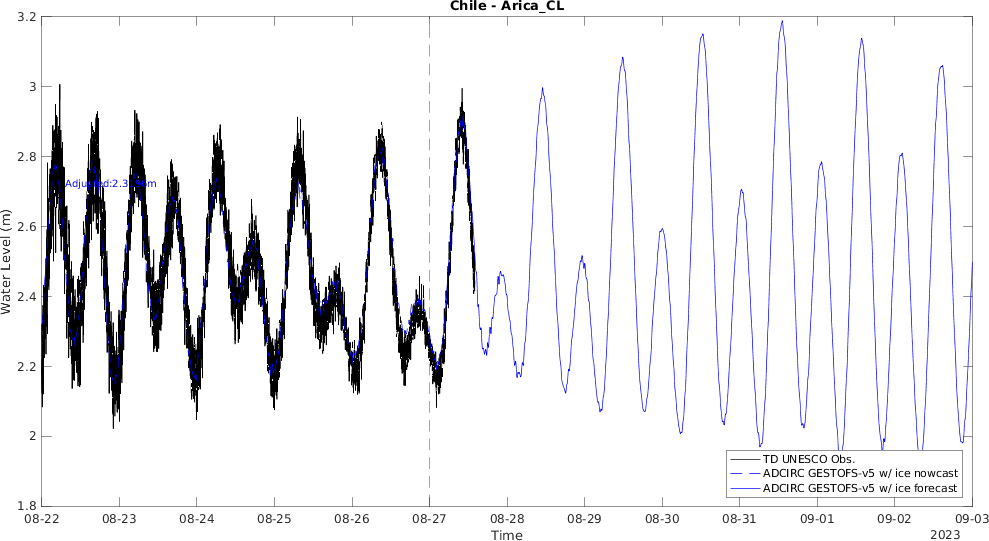 Chile - Arica_CL
Water Level (m)
3.2
3
2.8
2.6
2.4
2.2
2
1.8
TD UNESCO Obs.
ADCIRC GESTOFS-v5 w/ ice nowcast
ADCIRC GESTOFS-v5 w/ ice forecast
08-22 08-23 08-24 08-25 08-26 08-27 08-28 08-29 08-30 08-31 09-01 09-02 09-03
Time
2023